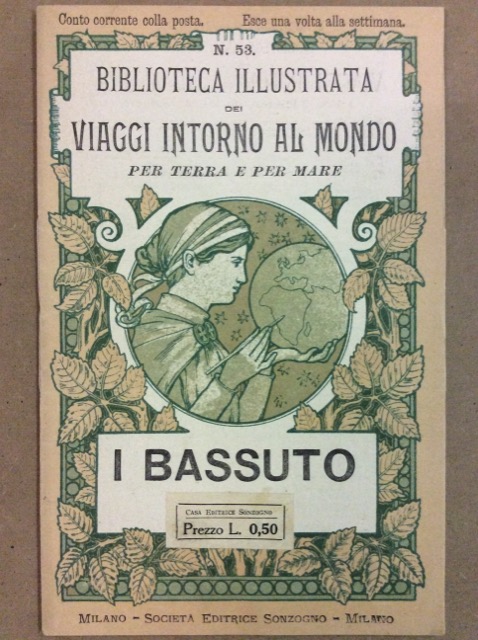 Conto corrente colla posta. Esce una volta alla settimana.
N. 53.
BIBLIOTECA ILLUSTRATA
DEI
VIAGGI INTORNO AL MONDO
PER TERRA E PER MARE
I BASSUTO
CASA EDITRICE SONZOGNO
Prezzo L. 0,50
MILANO - SOCIETÀ EDITRICE SONZOGNO - MILANO